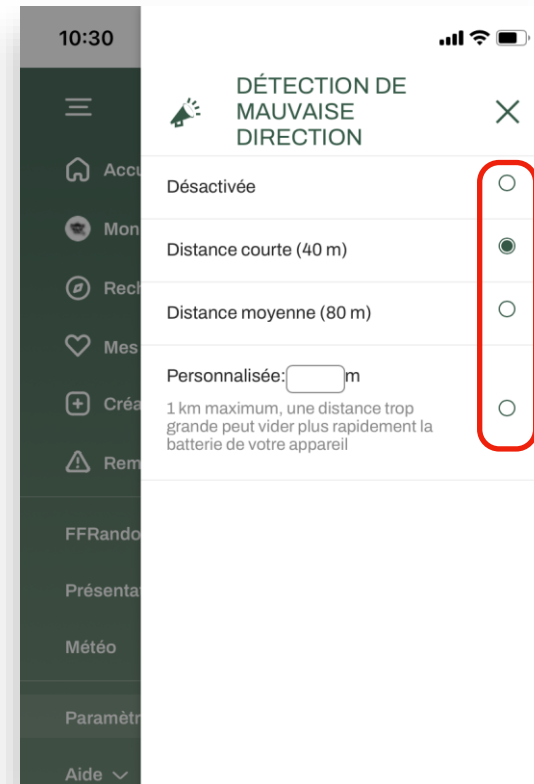 10:30
DÉTECTION DE
MAUVAISE
DIRECTION
Désactivée
Distance courte (40 m)
Distance moyenne (80 m)
Personnalisée: m
1 km maximum, une distance trop
grande peut vider plus rapidement la
batterie de votre appareil
Accu
Mon
Rech
Mes
Créa
Rem
FFRando
Présenta
Météo
Paramètr
Aide